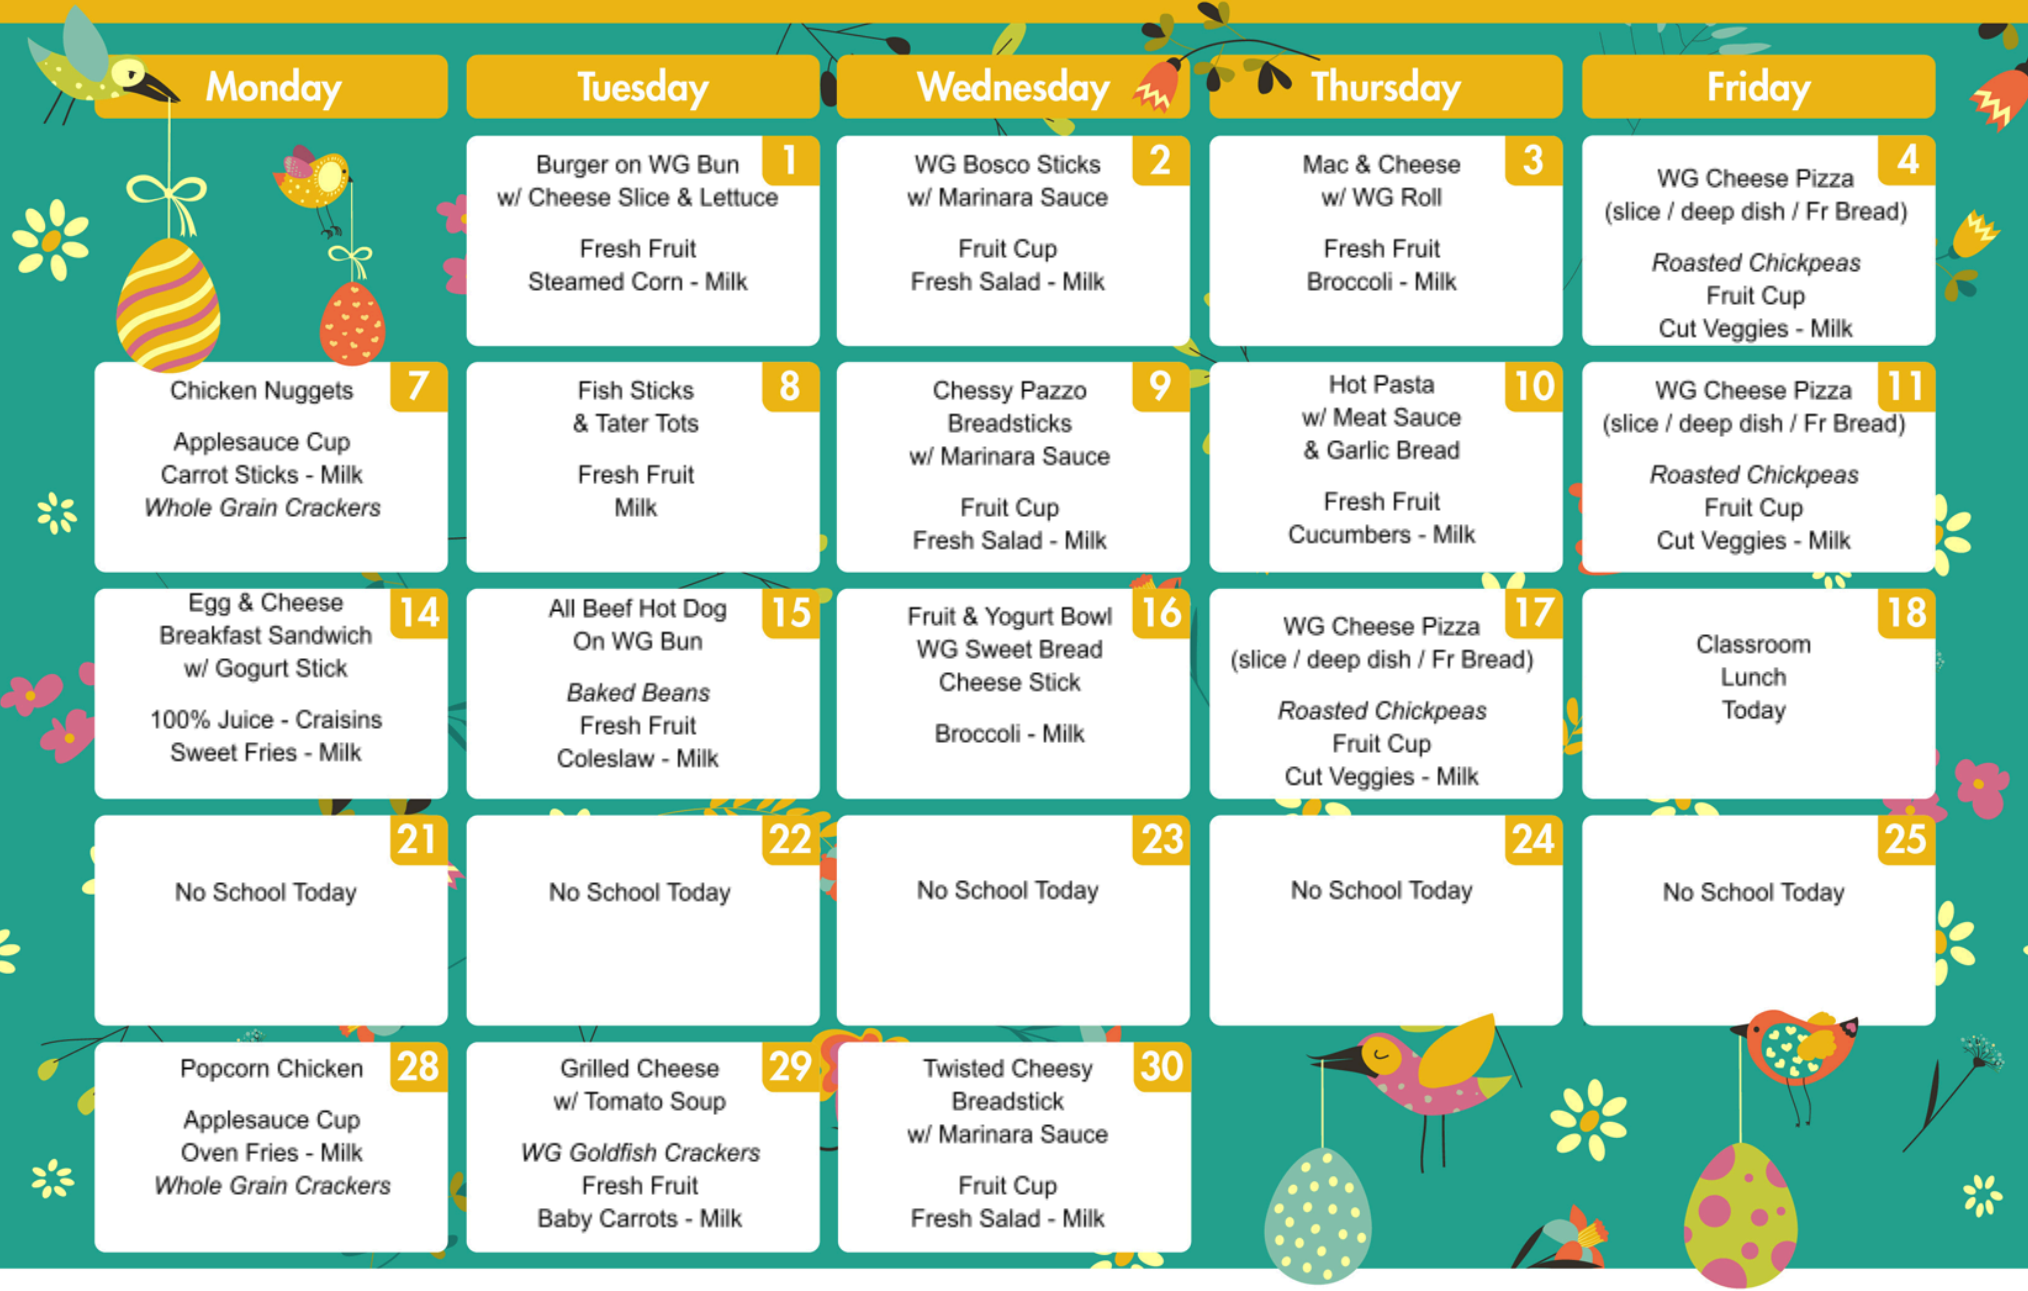 Monday
Tuesday
Wednesday
Thursday
Friday
1
Burger on WG Bun
w/ Cheese Slice & Lettuce
Fresh Fruit
Steamed Corn - Milk
2
WG Bosco Sticks
w/ Marinara Sauce
Fruit Cup
Fresh Salad - Milk
3
Mac & Cheese
w/ WG Roll
Fresh Fruit
Broccoli - Milk
4
WG Cheese Pizza
(slice / deep dish / Fr Bread)
Roasted Chickpeas
Fruit Cup
Cut Veggies - Milk
7
Chicken Nuggets
Applesauce Cup
Carrot Sticks - Milk
Whole Grain Crackers
8
Fish Sticks
& Tater Tots
Fresh Fruit
Milk
9
Chessy Pazzo
Breadsticks
w/ Marinara Sauce
Fruit Cup
Fresh Salad - Milk
10
Hot Pasta
w/ Meat Sauce
& Garlic Bread
Fresh Fruit
Cucumbers - Milk
11
WG Cheese Pizza
(slice / deep dish / Fr Bread)
Roasted Chickpeas
Fruit Cup
Cut Veggies - Milk
14
Egg & Cheese
Breakfast Sandwich
w/ Gogurt Stick
100% Juice - Craisins
Sweet Fries - Milk
15
All Beef Hot Dog
On WG Bun
Baked Beans
Fresh Fruit
Coleslaw - Milk
16
Fruit & Yogurt Bowl
WG Sweet Bread
Cheese Stick
Broccoli - Milk
17
WG Cheese Pizza
(slice / deep dish / Fr Bread)
Roasted Chickpeas
Fruit Cup
Cut Veggies - Milk
18
Classroom
Lunch
Today
21
No School Today
22
No School Today
23
No School Today
24
No School Today
25
No School Today
28
Popcorn Chicken
Applesauce Cup
Oven Fries - Milk
Whole Grain Crackers
29
Grilled Cheese
w/ Tomato Soup
WG Goldfish Crackers
Fresh Fruit
Baby Carrots - Milk
30
Twisted Cheesy
Breadstick
w/ Marinara Sauce
Fruit Cup
Fresh Salad - Milk